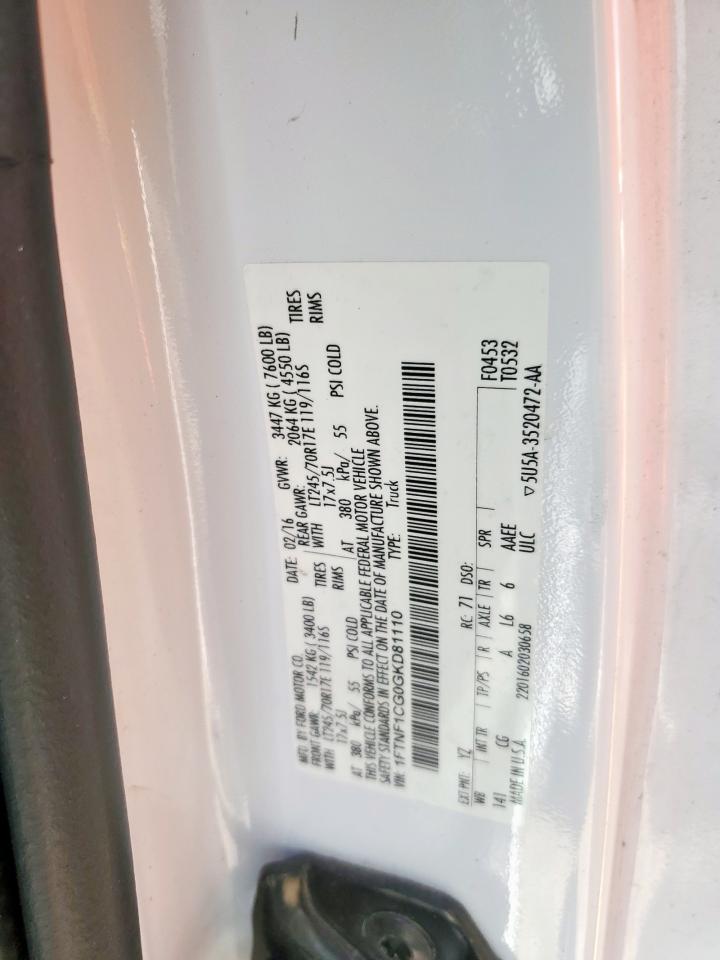 MFD. BY FORD MOTOR CO. DATE: 02/16 GVWR: 3447 KG ( 7600 LB)
FRONT GAWR: 1542 KG ( 3400 LB) REAR GAWR: 2064 KG ( 4550 LB)
WITH LT245/70R17E 119/116S TIRES WITH LT245/70R17E 119/116S TIRES
17x7.5J RIMS 17x7.5J RIMS
AT 380 kPa/ 55 PSI COLD AT 380 kPa/ 55 PSI COLD
THIS VEHICLE CONFORMS TO ALL APPLICABLE FEDERAL MOTOR VEHICLE
SAFETY STANDARDS IN EFFECT ON THE DATE OF MANUFACTURE SHOWN ABOVE.
VIN: 1FTNF1CG0GKD81110 TYPE: Truck
EXT PNT: YZ RC: 71 DSO: F0453
WB INT TR TP/PS R AXLE TR SPR T0532
141 CG A L6 6 AAEE
MADE IN U.S.A. 2201602030658 ULC ▽5U5A-3520472-AA